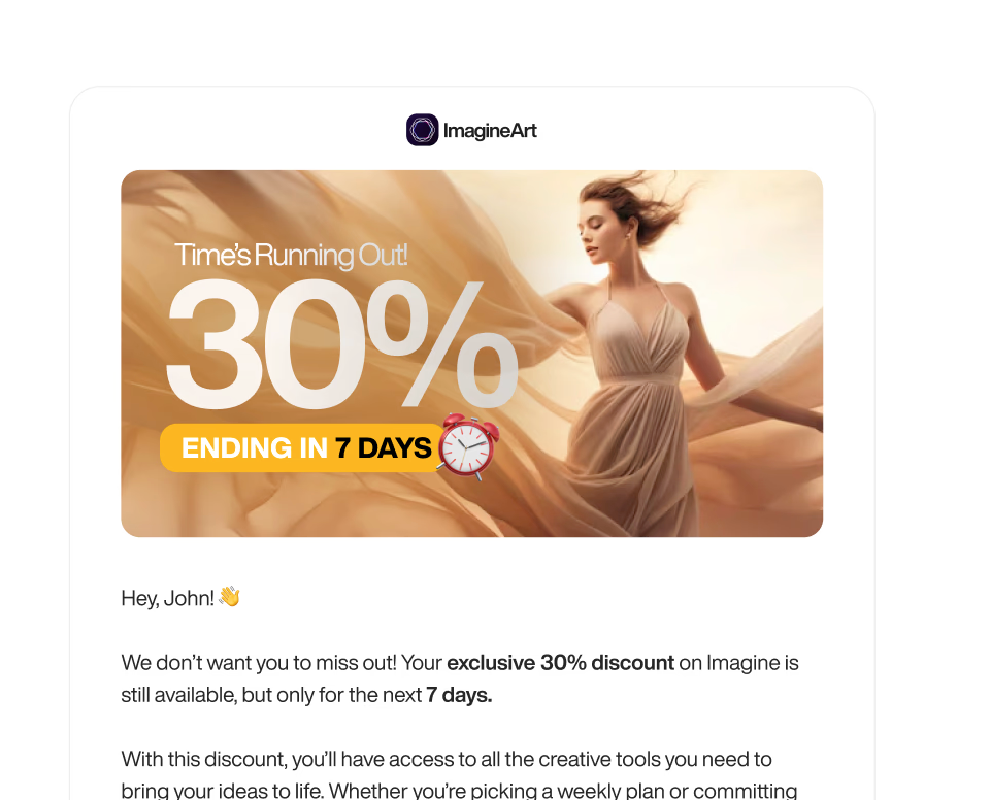 ImagineArt
Time's Running Out!
30%
ENDING IN 7 DAYS
Hey, John! 👋
We don't want you to miss out! Your exclusive 30% discount on Imagine is
still available, but only for the next 7 days.
With this discount, you'll have access to all the creative tools you need to
bring your ideas to life. Whether you're picking a weekly plan or committing